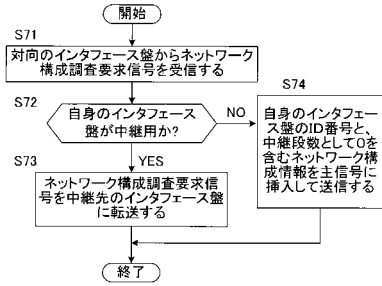 開始
S71
対向のインタフェース盤からネットワーク
構成調査要求信号を受信する
S72
自身のインタフェース
盤が中継用か?
NO
S74
自身のインタフェー
ス盤のID番号と、
中継段数として0を
含むネットワーク構
成情報を主信号に
挿入して送信する
YES
S73
ネットワーク構成調査要求信
号を中継先のインタフェース盤
に転送する
終了